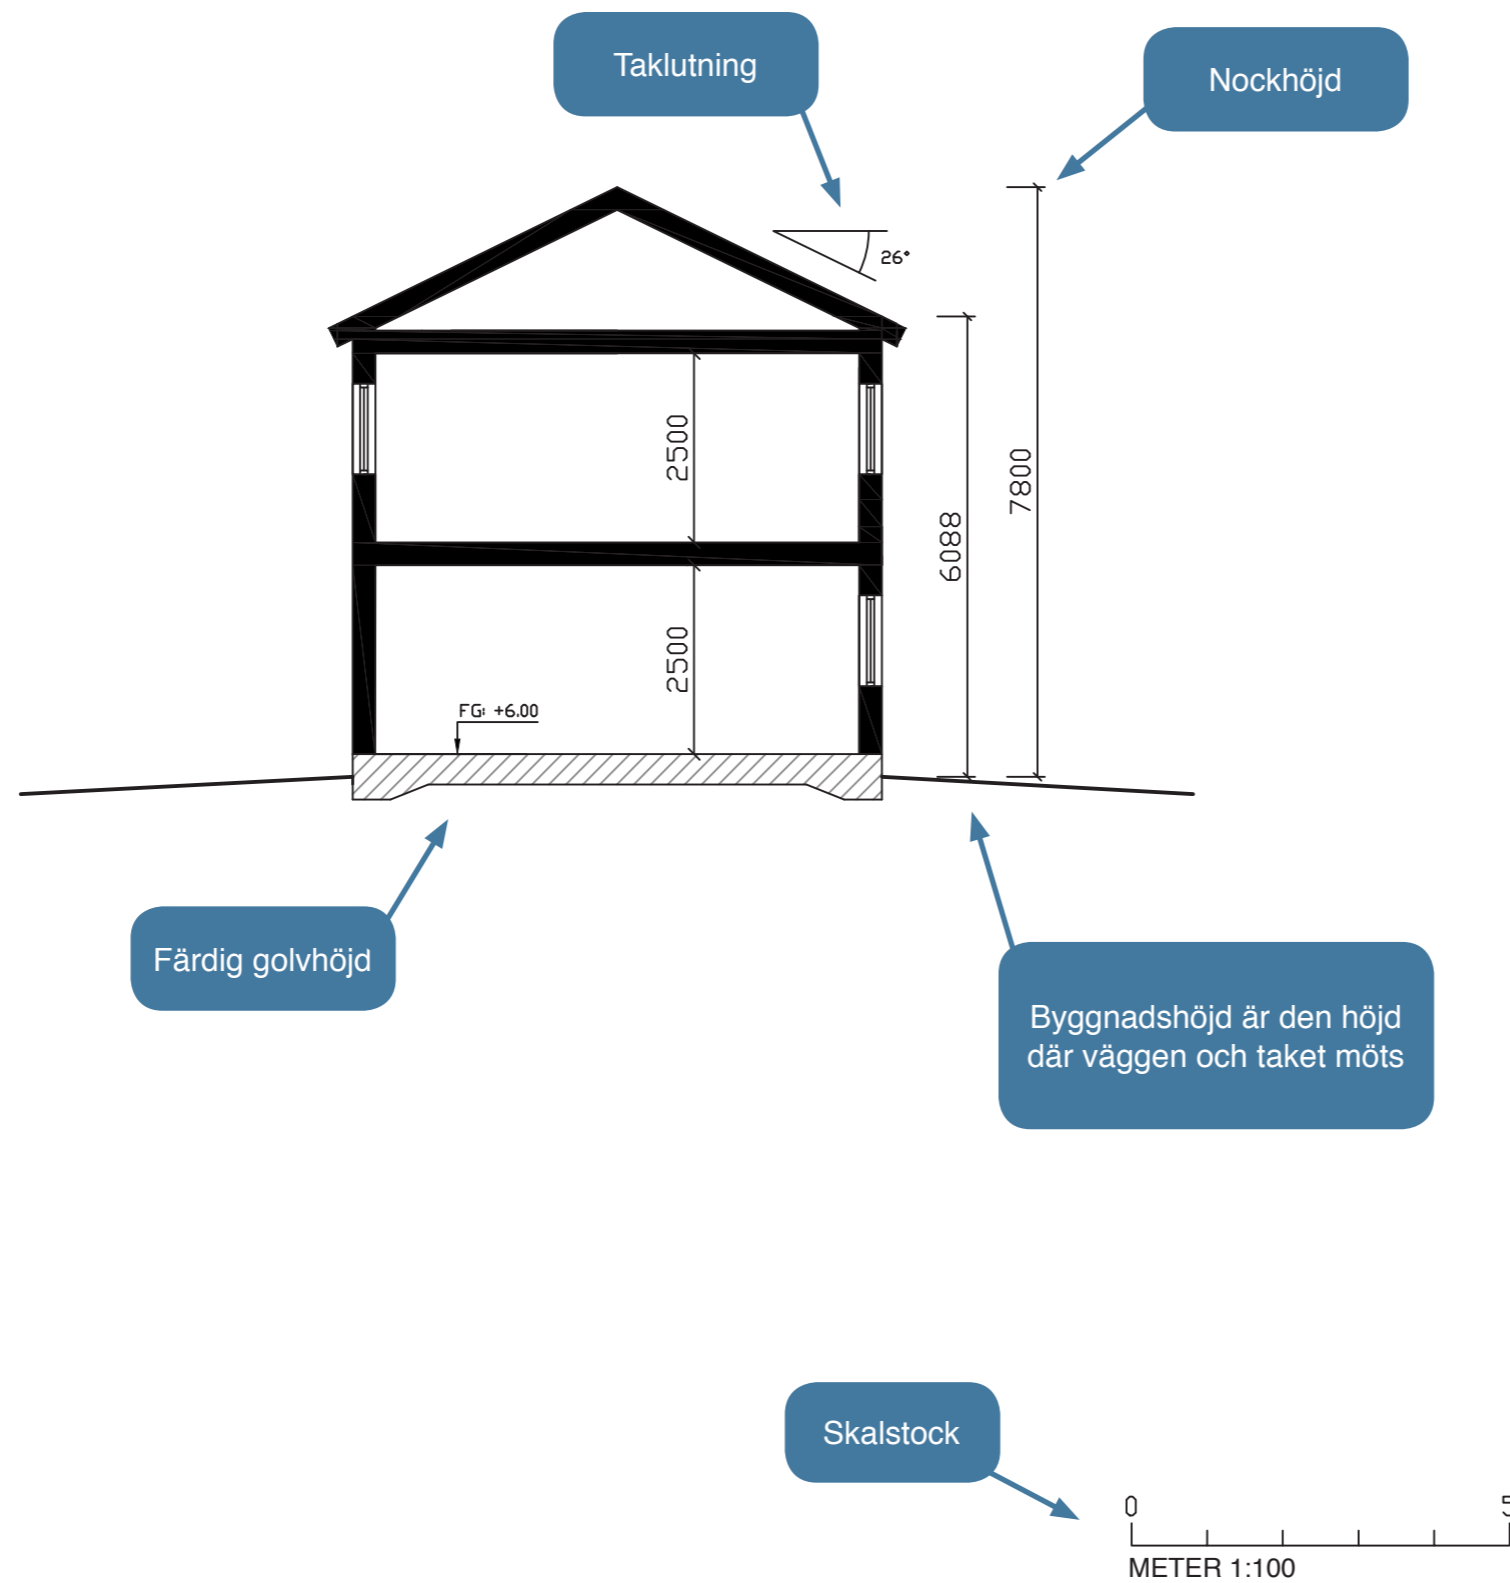 Taklutning
Nockhöjd
26°
2500
7800
6088
2500
FG: +6.00
Färdig golvhöjd
Byggnadshöjd är den höjd
där väggen och taket möts
Skalstock
0 5
METER 1:100